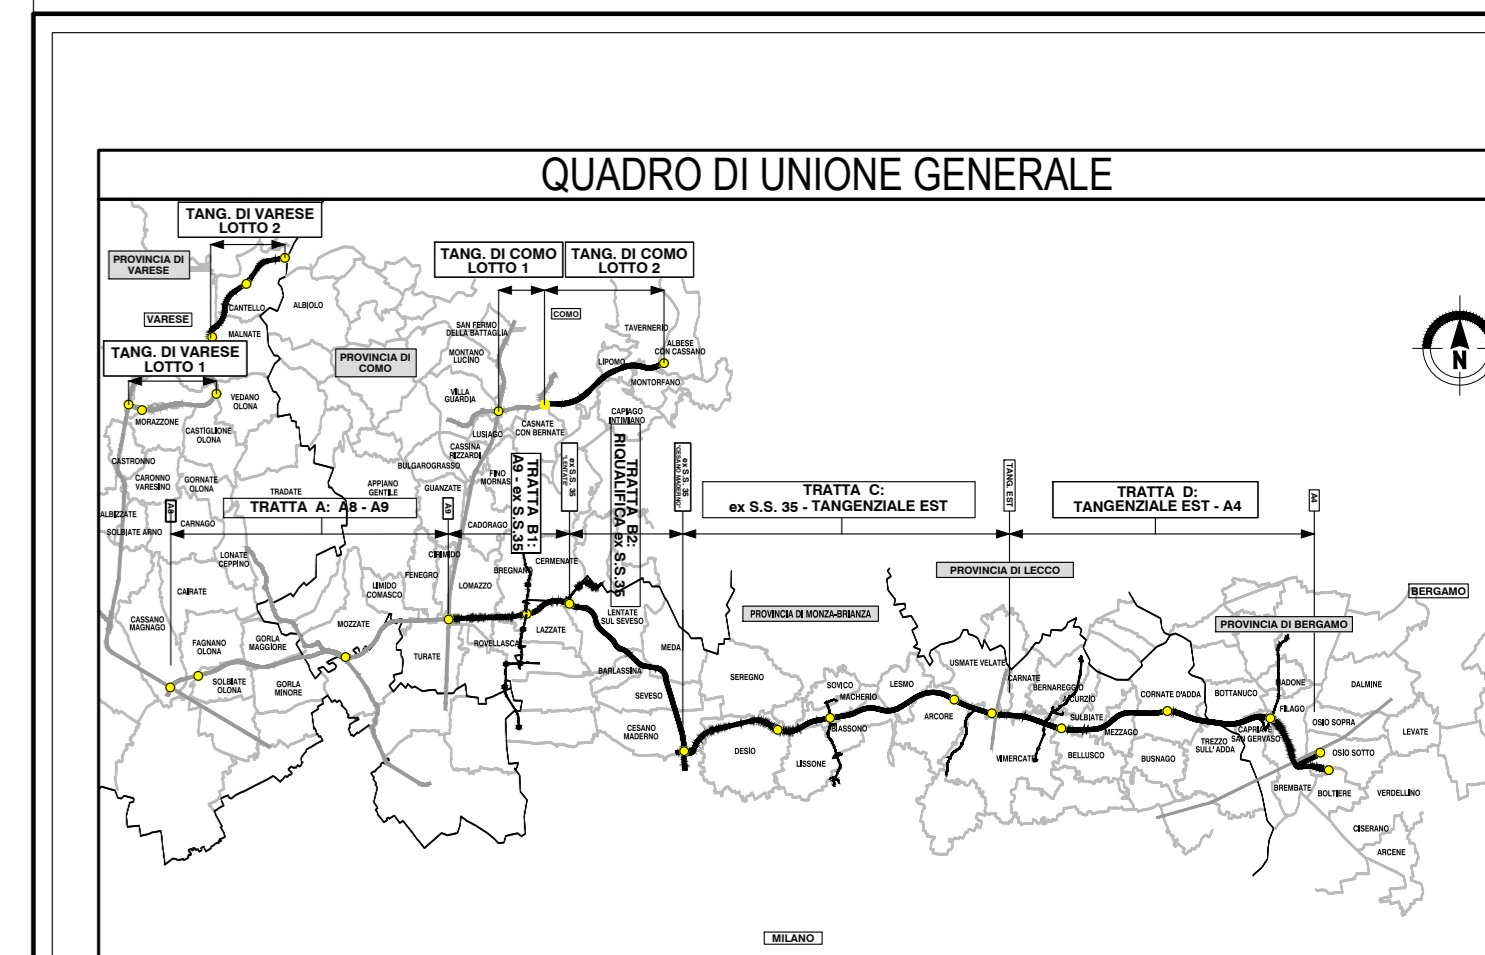 QUADRO DI UNIONE GENERALE
TANG. DI VARESE
LOTTO 2
PROVINCIA DI
VARESE
CANTELLO
ALBIOLO
VARESE
MALNATE
TANG. DI VARESE
LOTTO 1
VEDANO
OLONA
MORAZZONE
CASTIGLIONE
OLONA
TANG. DI COMO
LOTTO 1
TANG. DI COMO
LOTTO 2
COMO
PROVINCIA DI
COMO
SAN FERMO
DELLA BATTAGLIA
MONTANO
LUCINO
VILLA
GUARDIA
TAVERNERIO
ALBESE
CON CASSANO
LIPOMO
MONTORFANO
CAPIAGO
INTIMIANO
LUSIAGO
CASNATE
CON BERNATE
CASSINA
RIZZARDI
BULGAROGRASSO
FINO
MORNAS
GUANZATE
APPIANO
GENTILE
CADORAGO
CASTRONNO
CARONNO
VARESINO
GORNATE
OLONA
TRADATE
ALBIZZATE
SOLBIATE ARNO
CARNAGO
A8
TRATTA A: A8 - A9
A9
TRATTA B1:
A9 - ex S.S.35
ex S.S. 35
"LENTATE"
TRATTA B2:
RIQUALIFICA ex S.S.35
ex S.S. 35
"CESANO MADERNO"
TRATTA C:
ex S.S. 35 - TANGENZIALE EST
TANG. EST
TRATTA D:
TANGENZIALE EST - A4
A4
N
LONATE
CEPPINO
CIRIMIDO
FENEGRO
LOMAZZO
BREGNANO
CERMENATE
LIMIDO
COMASCO
CAIRATE
CASSANO
MAGNAGO
FAGNANO
OLONA
GORLA
MAGGIORE
MOZZATE
SOLBIATE
OLONA
GORLA
MINORE
TURATE
ROVELLASCA
LAZZATE
LENTATE
SUL SEVESO
MEDA
BARLASSINA
SEVESO
CESANO
MADERNO
PROVINCIA DI MONZA-BRIANZA
PROVINCIA DI LECCO
PROVINCIA DI BERGAMO
BERGAMO
SEREGNO
DESIO
LISSONE
SOVICO
MACHERIO
BIASSONO
LESMO
ARCORE
USMATE VELATE
CARNATE
BERNAREGGIO
SULBIATE
VIMERCATE
BELLUSCO
MEZZAGO
CORNATE D'ADDA
BUSNAGO
TREZZO
SULL' ADDA
BOTTANUCO
CAPRIATE
SAN GERVASO
MADONE
FILAGO
DALMINE
OSIO SOPRA
OSIO SOTTO
LEVATE
BREMBATE
BOLTIERE
VERDELLINO
CISERANO
ARCENE
MILANO